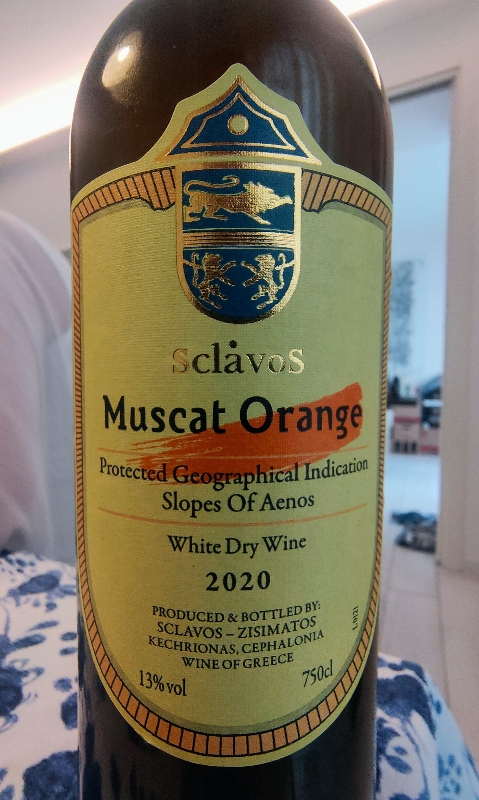 sclavos
Muscat Orange
Protected Geographical Indication
Slopes Of Aenos
White Dry Wine
2020
PRODUCED & BOTTLED BY:
SCLAVOS – ZISIMATOS
KECHRIONAS, CEPHALONIA
WINE OF GREECE
13% vol
750cl
L.0121